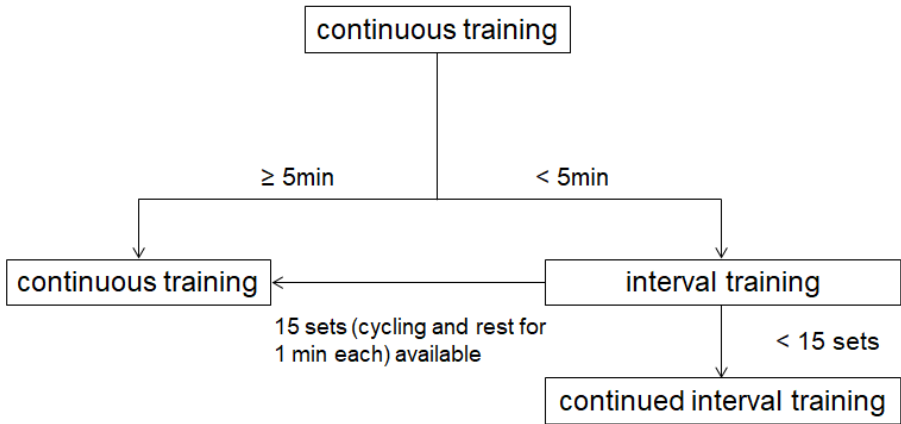 continuous training
≥ 5min
< 5min
continuous training
interval training
15 sets (cycling and rest for
1 min each) available
< 15 sets
continued interval training